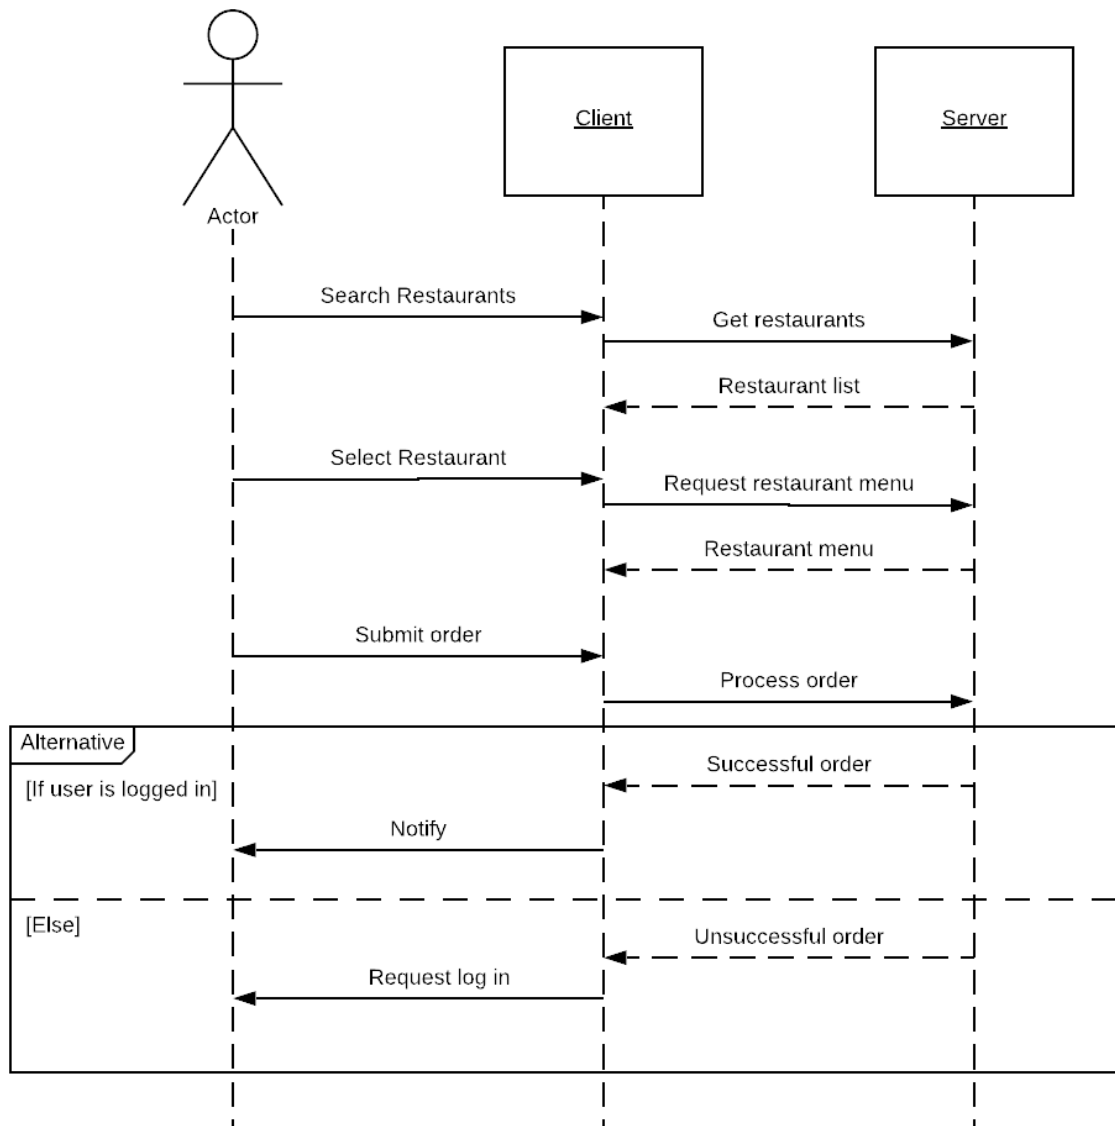 Client
Server
Actor
Search Restaurants
Get restaurants
Restaurant list
Select Restaurant
Request restaurant menu
Restaurant menu
Submit order
Process order
Alternative
Successful order
[If user is logged in]
Notify
[Else]
Unsuccessful order
Request log in